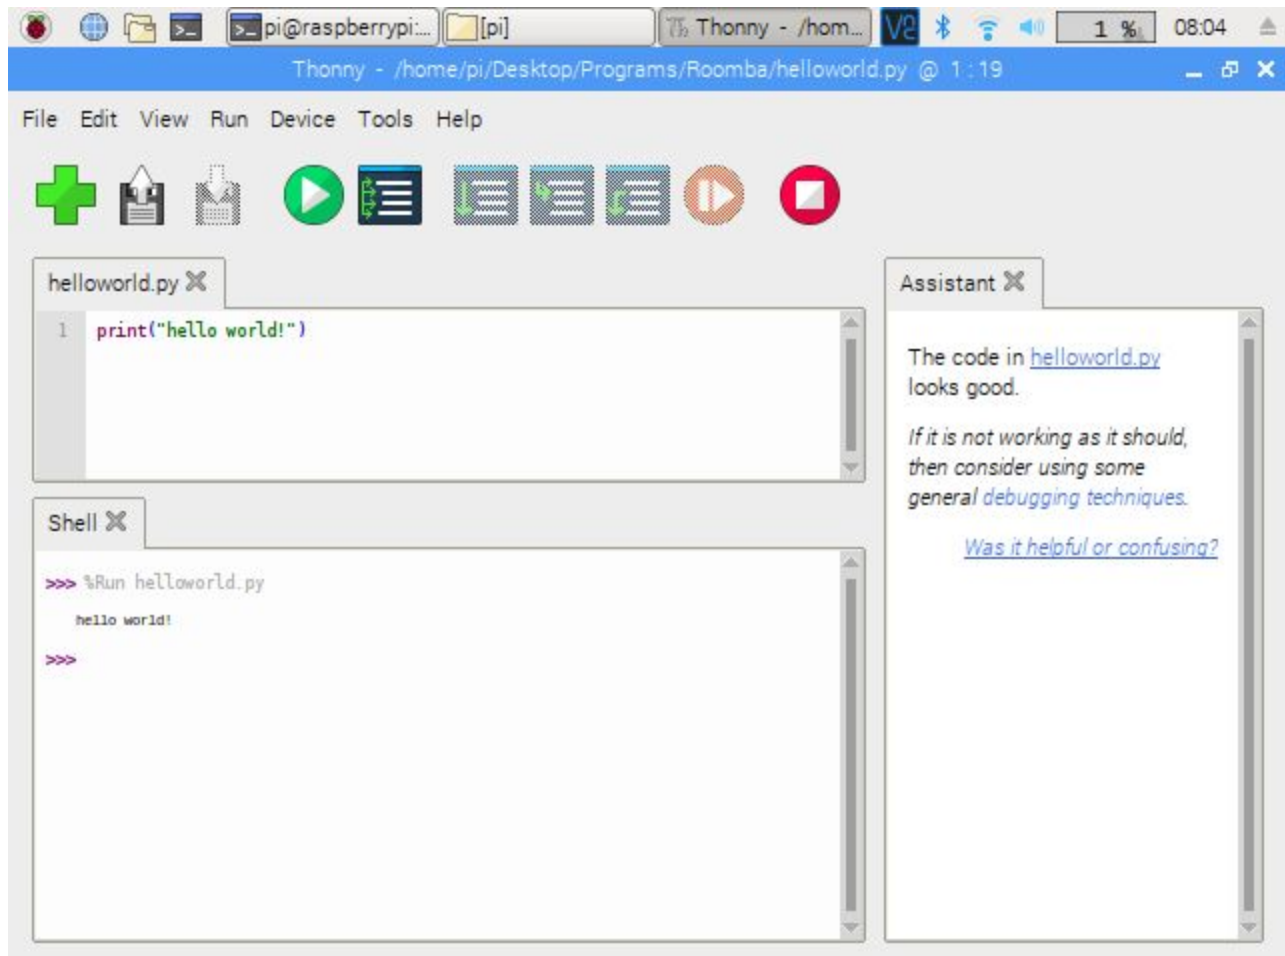 pi@raspberrypi:... [pi] Thonny - /hom... V2 1 % 08:04
Thonny - /home/pi/Desktop/Programs/Roomba/helloworld.py @ 1:19
File Edit View Run Device Tools Help
helloworld.py
1 print("hello world!")
Shell
>>> %Run helloworld.py
hello world!
>>>
Assistant
The code in helloworld.py
looks good.
If it is not working as it should,
then consider using some
general debugging techniques.
Was it helpful or confusing?